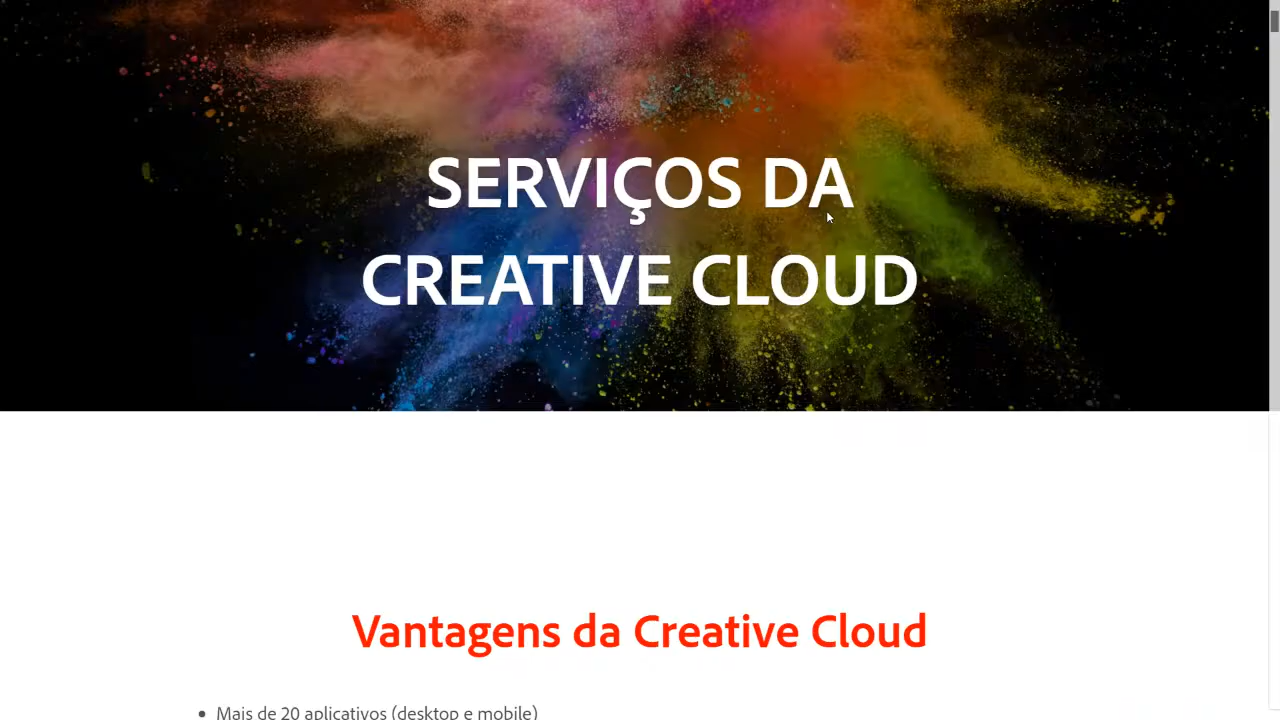 SERVIÇOS DA
CREATIVE CLOUD
Vantagens da Creative Cloud
• Mais de 20 aplicativos (desktop e mobile)